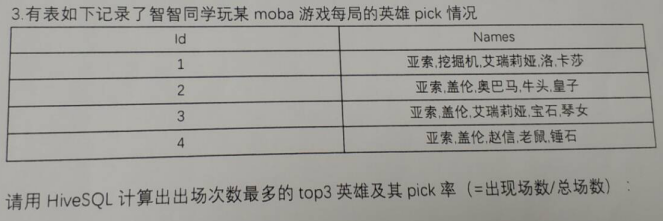 3.有表如下记录了智智同学玩某 moba 游戏每局的英雄 pick 情况
Id Names
1 亚索,挖掘机,艾瑞莉娅,洛,卡莎
2 亚索,盖伦,奥巴马,牛头,皇子
3 亚索,盖伦,艾瑞莉娅,宝石,琴女
4 亚索,盖伦,赵信,老鼠,锤石
请用 HiveSQL 计算出出场次数最多的 top3 英雄及其 pick 率（=出现场数/总场数）: